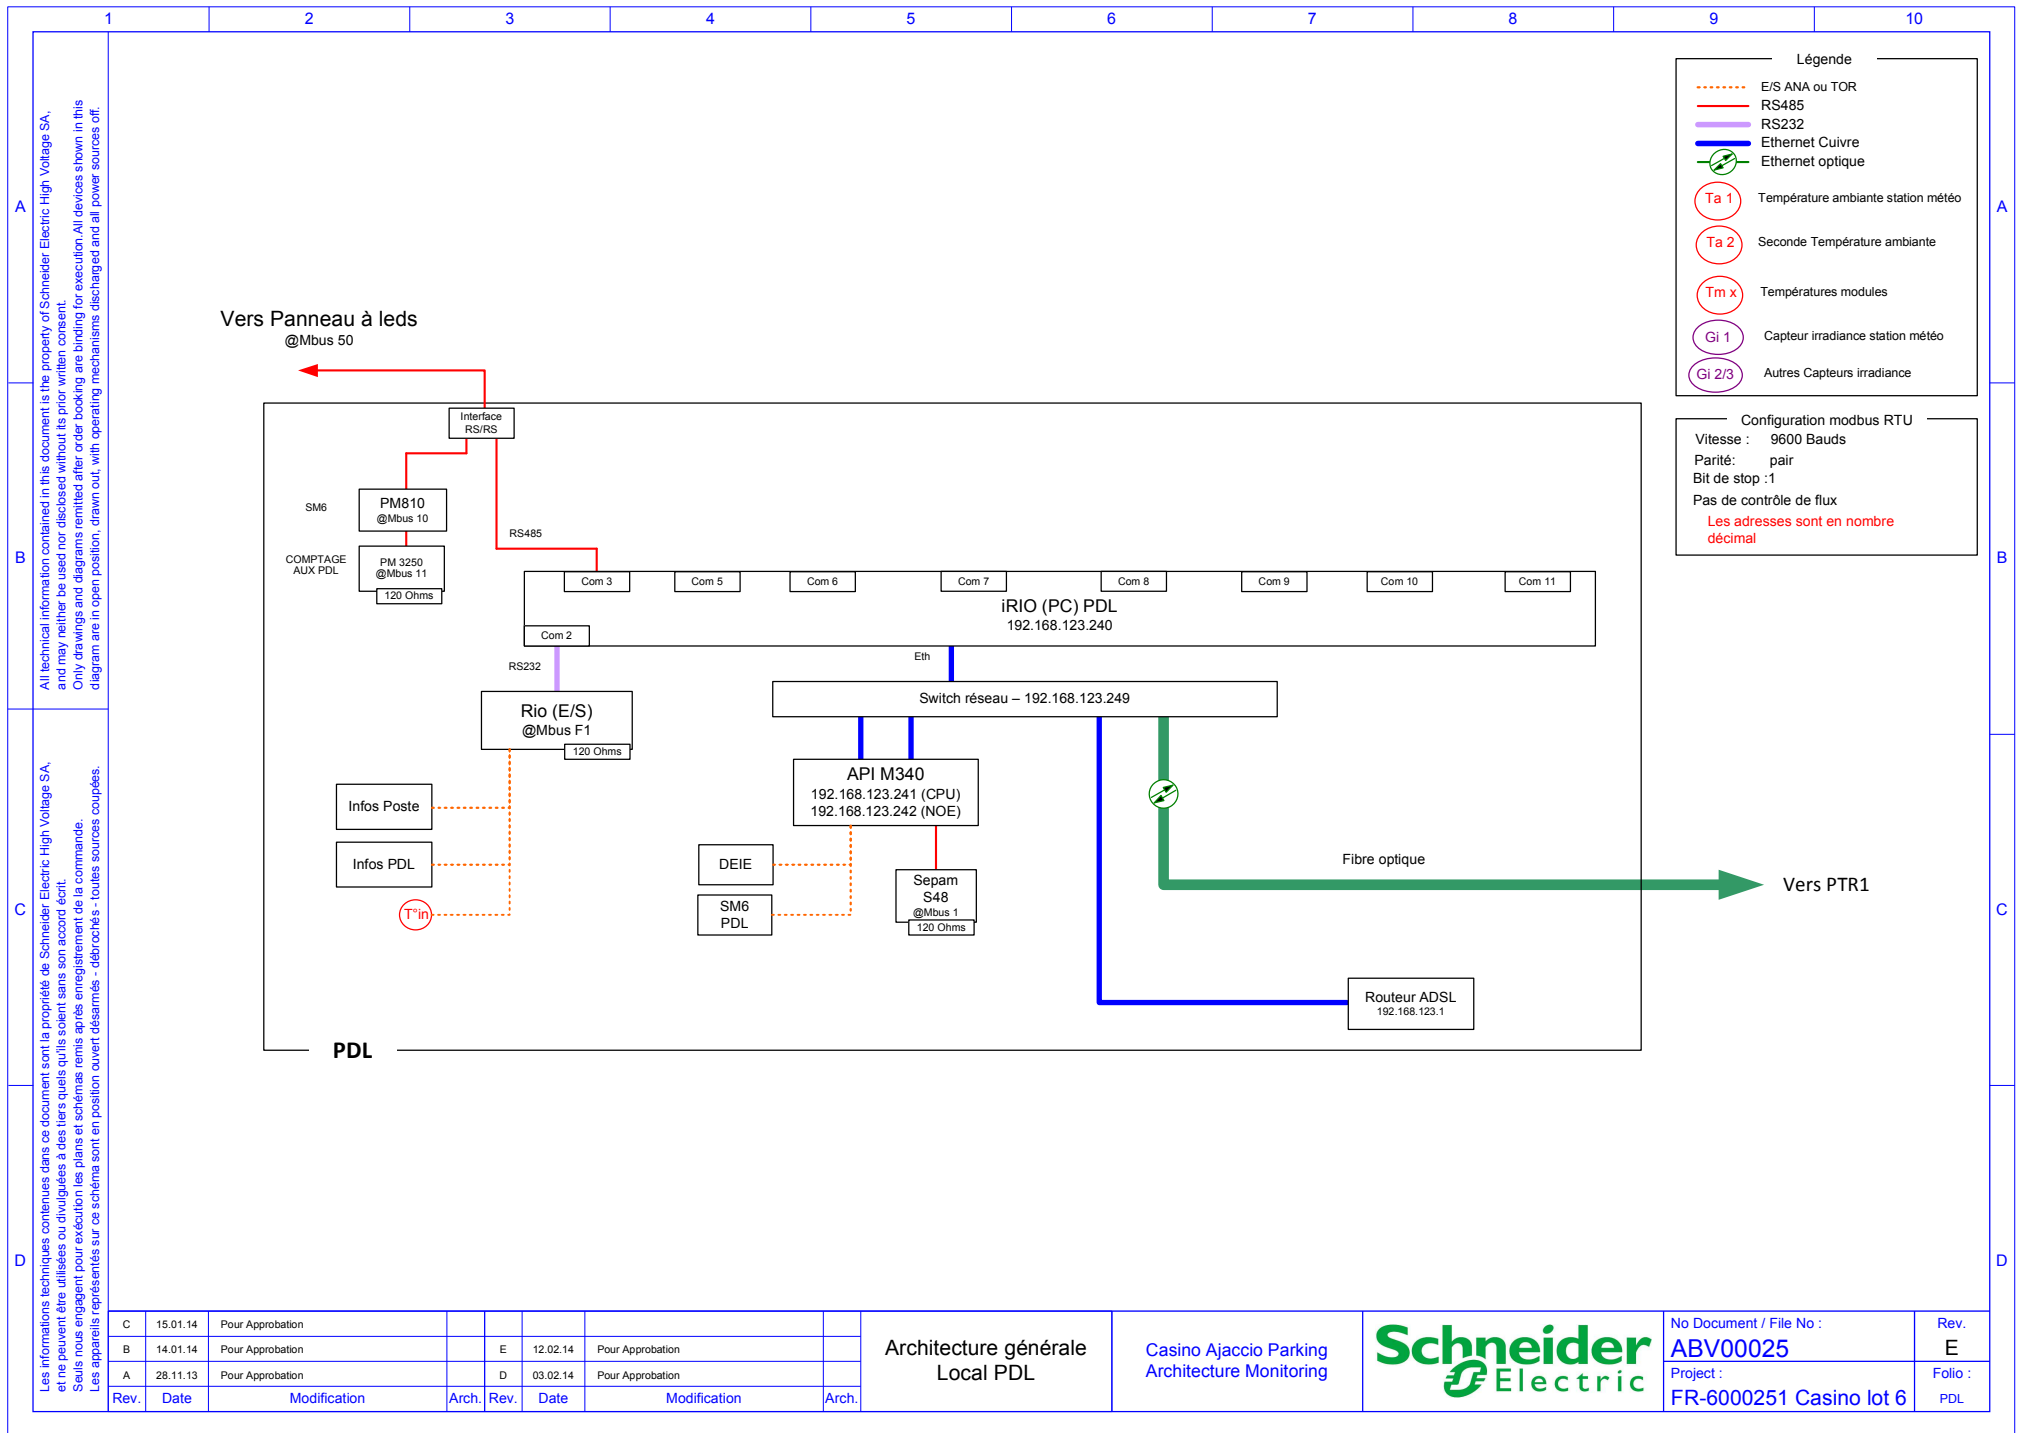 1 2 3 4 5 6 7 8 9 10
A
B
C
D
A
B
C
D
All technical information contained in this document is the property of Schneider Electric High Voltage SA,
and may neither be used nor disclosed without its prior written consent.
Only drawings and diagrams remitted after order booking are binding for execution.All devices shown in this
diagram are in open position, drawn out, with operating mechanisms discharged and all power sources off.
Les informations techniques contenues dans ce document sont la propriété de Schneider Electric High Voltage SA,
et ne peuvent être utilisées ou divulguées à des tiers quels qu'ils soient sans son accord écrit.
Seuls nous engagent pour exécution les plans et schémas remis après enregistrement de la commande.
Les appareils représentés sur ce schéma sont en position ouvert désarmés - débrochés - toutes sources coupées.
Légende
E/S ANA ou TOR
RS485
RS232
Ethernet Cuivre
Ethernet optique
Ta 1 Température ambiante station météo
Ta 2 Seconde Température ambiante
Tm x Températures modules
Gi 1 Capteur irradiance station météo
Gi 2/3 Autres Capteurs irradiance
Configuration modbus RTU
Vitesse : 9600 Bauds
Parité: pair
Bit de stop :1
Pas de contrôle de flux
Les adresses sont en nombre
décimal
Vers Panneau à leds
@Mbus 50
Interface
RS/RS
SM6
PM810
@Mbus 10
COMPTAGE
AUX PDL
PM 3250
@Mbus 11
120 Ohms
RS485
Com 3 Com 5 Com 6 Com 7 Com 8 Com 9 Com 10 Com 11
iRIO (PC) PDL
192.168.123.240
Com 2
RS232
Eth
Switch réseau – 192.168.123.249
Rio (E/S)
@Mbus F1
120 Ohms
Infos Poste
Infos PDL
T°in
API M340
192.168.123.241 (CPU)
192.168.123.242 (NOE)
DEIE
SM6
PDL
Sepam
S48
@Mbus 1
120 Ohms
Fibre optique
Vers PTR1
Routeur ADSL
192.168.123.1
PDL
C 15.01.14 Pour Approbation
B 14.01.14 Pour Approbation E 12.02.14 Pour Approbation
A 28.11.13 Pour Approbation D 03.02.14 Pour Approbation
Rev. Date Modification Arch. Rev. Date Modification Arch.
Architecture générale
Local PDL
Casino Ajaccio Parking
Architecture Monitoring
Schneider
Electric
No Document / File No :
ABV00025
Rev.
E
Project :
FR-6000251 Casino lot 6
Folio :
PDL